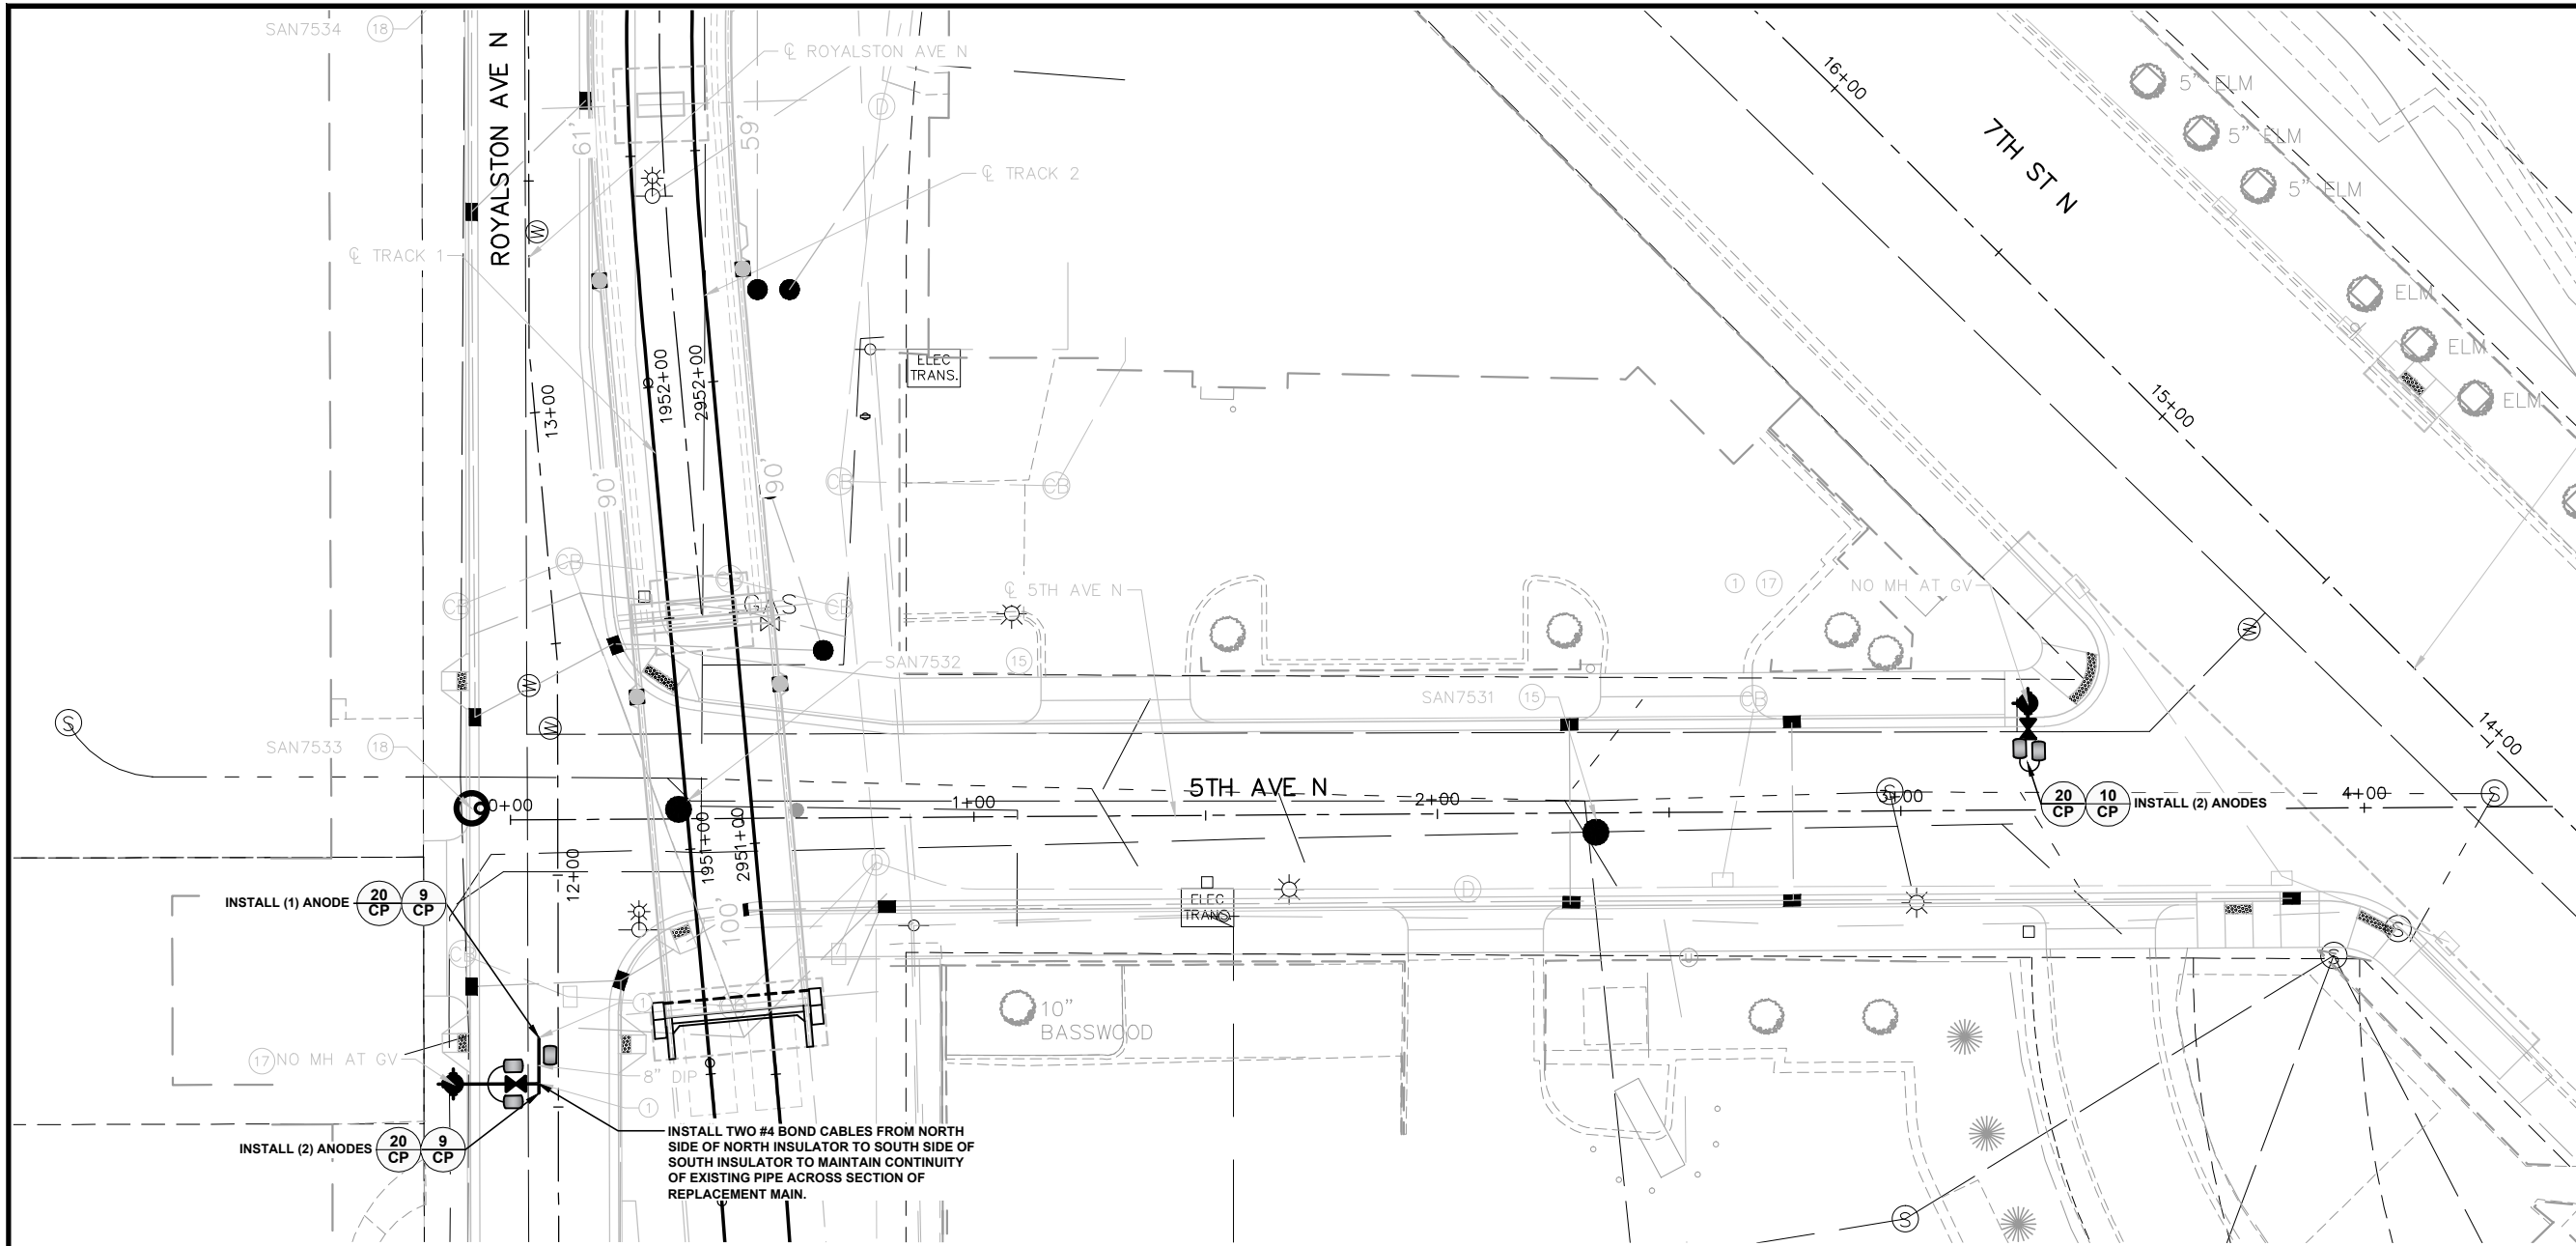 SAN7534 18
ROYALSTON AVE N
℄ ROYALSTON AVE N
61'
59'
D
℄ TRACK 2
W
℄ TRACK 1
16+00
7TH ST N
5" ELM
5" ELM
5" ELM
ELM
ELM
ELM
15+00
14+00
13+00
1952+00
2952+00
ELEC
TRANS.
90'
90'
CB
CB
CB
CB
CB
CB
GAS
℄ 5TH AVE N
1 17
NO MH AT GV
W
SAN7532 15
SAN7531 15
CB
W
W
S
SAN7533 18
0+00
1+00
5TH AVE N
2+00
S
3+00
20
CP
10
CP
INSTALL (2) ANODES
4+00
S
12+00
1951+00
2951+00
D
D
INSTALL (1) ANODE
20
CP
9
CP
100'
ELEC
TRANS.
CB
CB
S
S
U
1
10"
BASSWOOD
17 NO MH AT GV
8" DIP
1
INSTALL (2) ANODES
20
CP
9
CP
INSTALL TWO #4 BOND CABLES FROM NORTH
SIDE OF NORTH INSULATOR TO SOUTH SIDE OF
SOUTH INSULATOR TO MAINTAIN CONTINUITY
OF EXISTING PIPE ACROSS SECTION OF
REPLACEMENT MAIN.
S